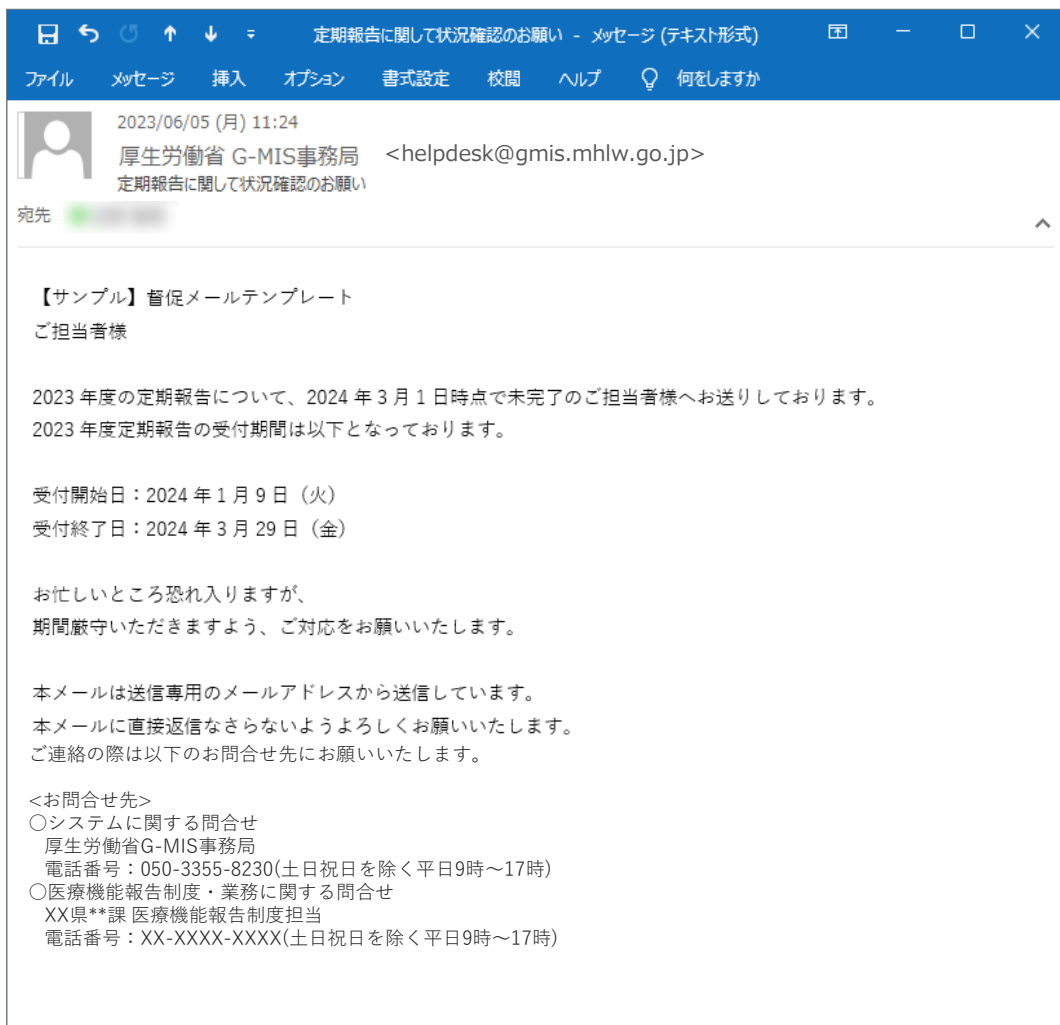 定期報告に関して状況確認のお願い - メッセージ (テキスト形式)
ファイル メッセージ 挿入 オプション 書式設定 校閲 ヘルプ 何をしますか
2023/06/05 (月) 11:24
厚生労働省 G-MIS事務局 <helpdesk@gmis.mhlw.go.jp>
定期報告に関して状況確認のお願い
宛先
【サンプル】督促メールテンプレート
ご担当者様
2023 年度の定期報告について、2024 年 3 月 1 日時点で未完了のご担当者様へお送りしております。
2023 年度定期報告の受付期間は以下となっております。
受付開始日：2024 年 1 月 9 日（火）
受付終了日：2024 年 3 月 29 日（金）
お忙しいところ恐れ入りますが、
期間厳守いただきますよう、ご対応をお願いいたします。
本メールは送信専用のメールアドレスから送信しています。
本メールに直接返信なさらないようよろしくお願いいたします。
ご連絡の際は以下のお問合せ先にお願いいたします。
<お問合せ先>
○システムに関する問合せ
厚生労働省G-MIS事務局
電話番号：050-3355-8230(土日祝日を除く平日9時～17時)
○医療機能報告制度・業務に関する問合せ
XX県**課 医療機能報告制度担当
電話番号：XX-XXXX-XXXX(土日祝日を除く平日9時～17時)